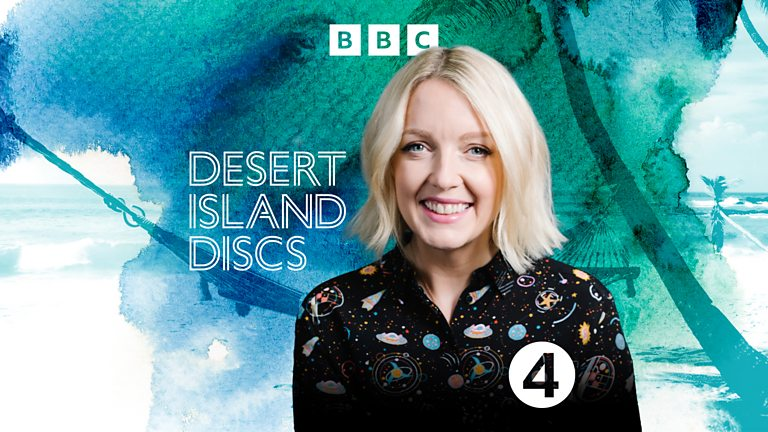 BBC
DESERT
ISLAND
DISCS
4